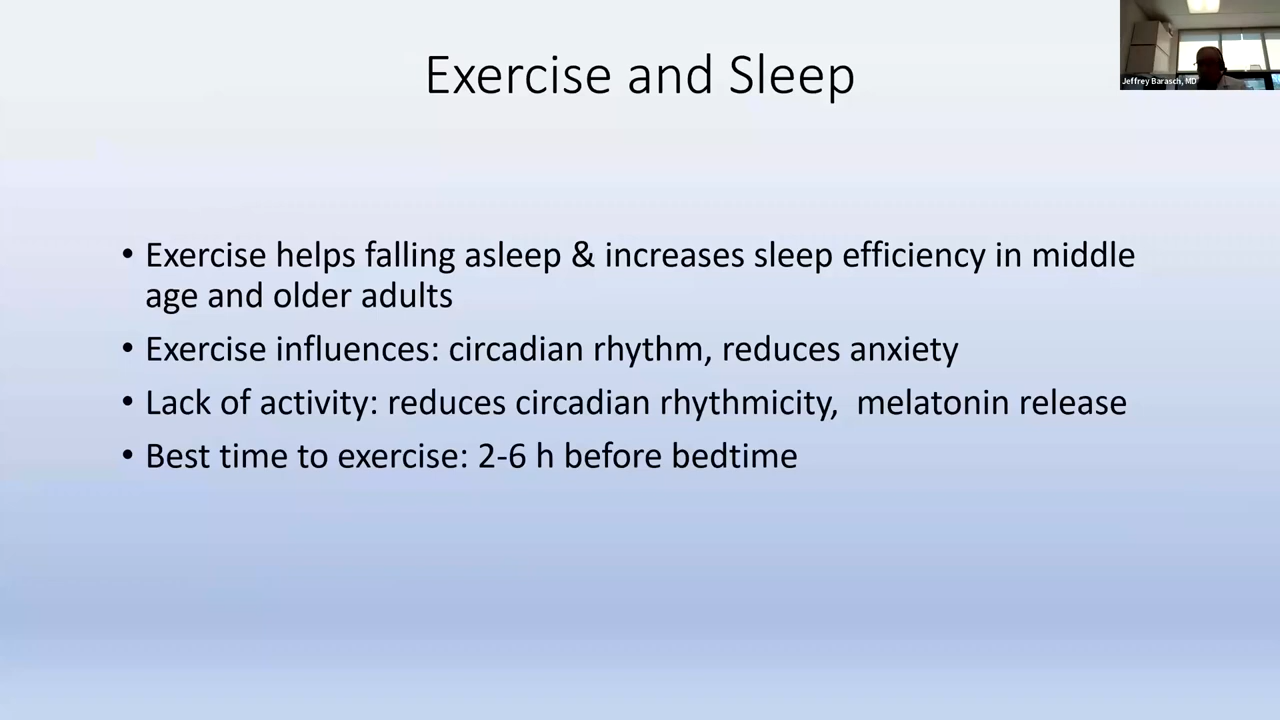 Exercise and Sleep
Jeffrey Barasch, MD
• Exercise helps falling asleep & increases sleep efficiency in middle
age and older adults
• Exercise influences: circadian rhythm, reduces anxiety
• Lack of activity: reduces circadian rhythmicity,  melatonin release
• Best time to exercise: 2-6 h before bedtime